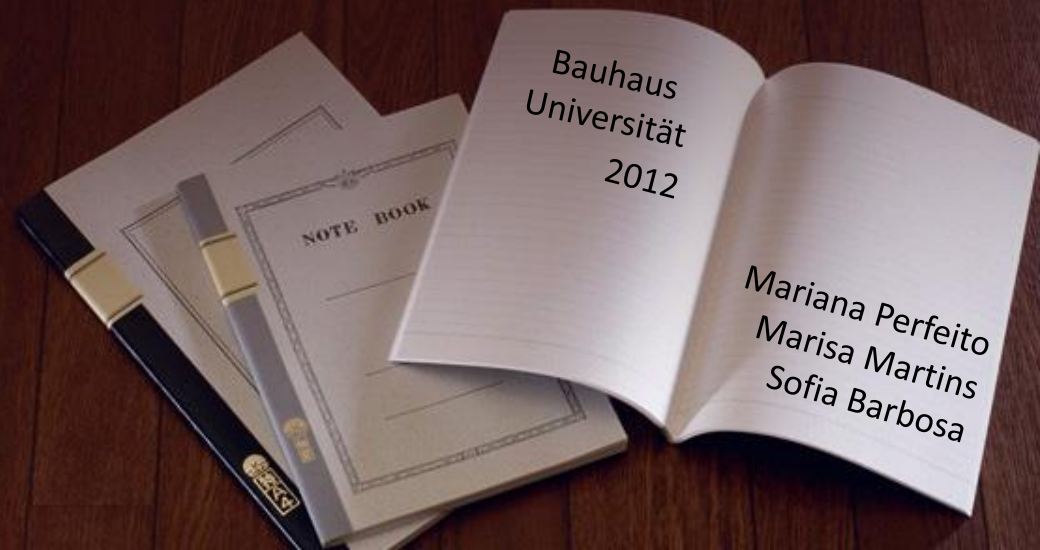 NOTE BOOK
Bauhaus
Universität
2012
Mariana Perfeito
Marisa Martins
Sofia Barbosa